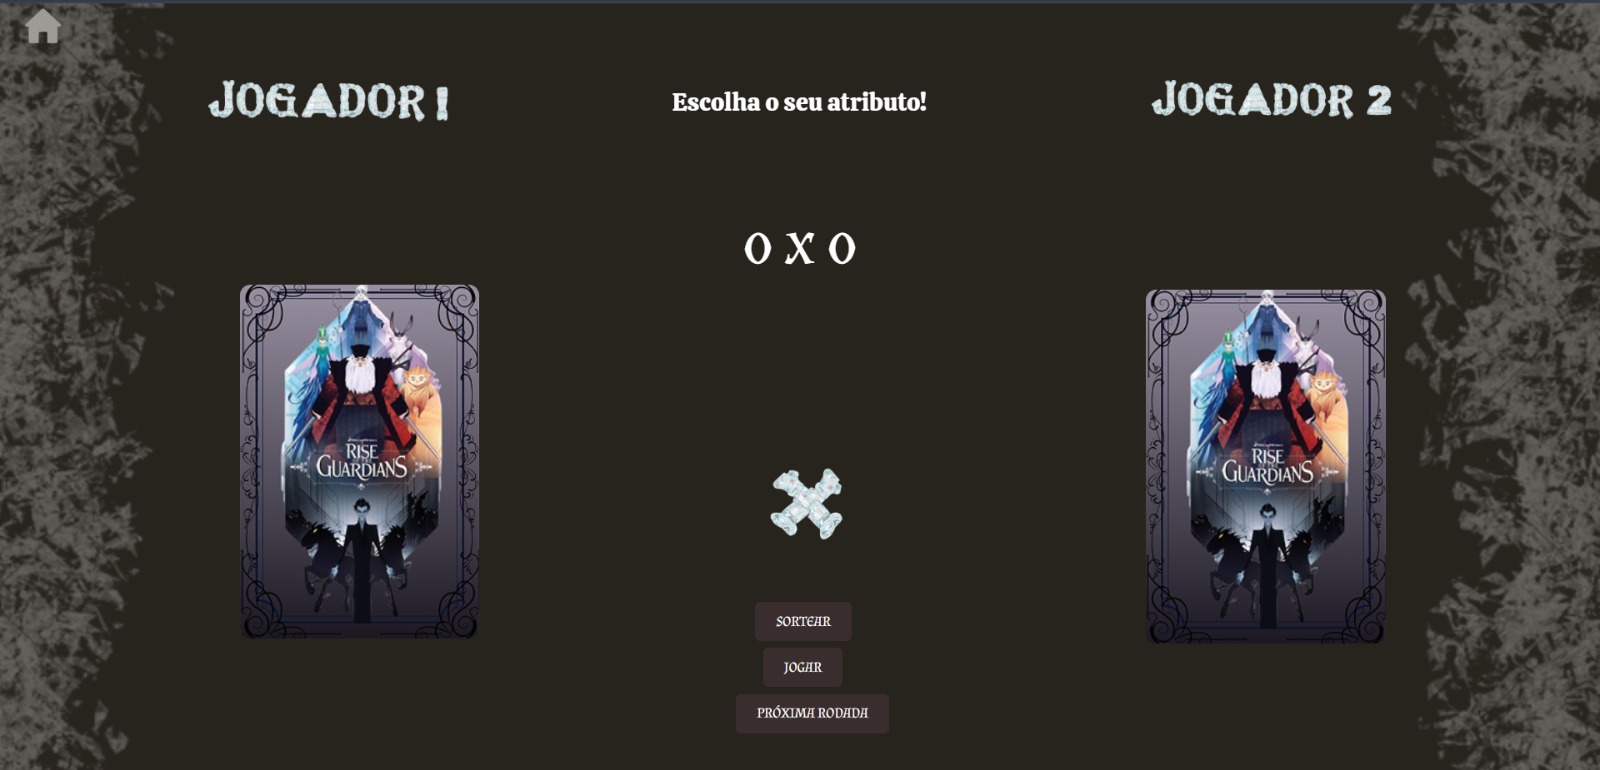 JOGADOR 1
Escolha o seu atributo!
JOGADOR 2
0 X 0
RISE
GUARDIANS
RISE
GUARDIANS
SORTEAR
JOGAR
PRÓXIMA RODADA